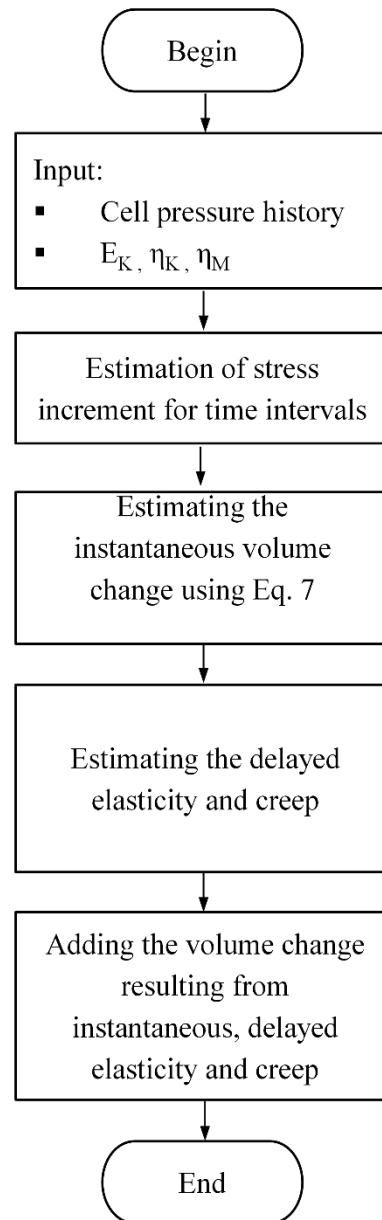 Begin
Input:
▪ Cell pressure history
▪ E_K , η_K , η_M
Estimation of stress
increment for time intervals
Estimating the
instantaneous volume
change using Eq. 7
Estimating the delayed
elasticity and creep
Adding the volume change
resulting from
instantaneous, delayed
elasticity and creep
End